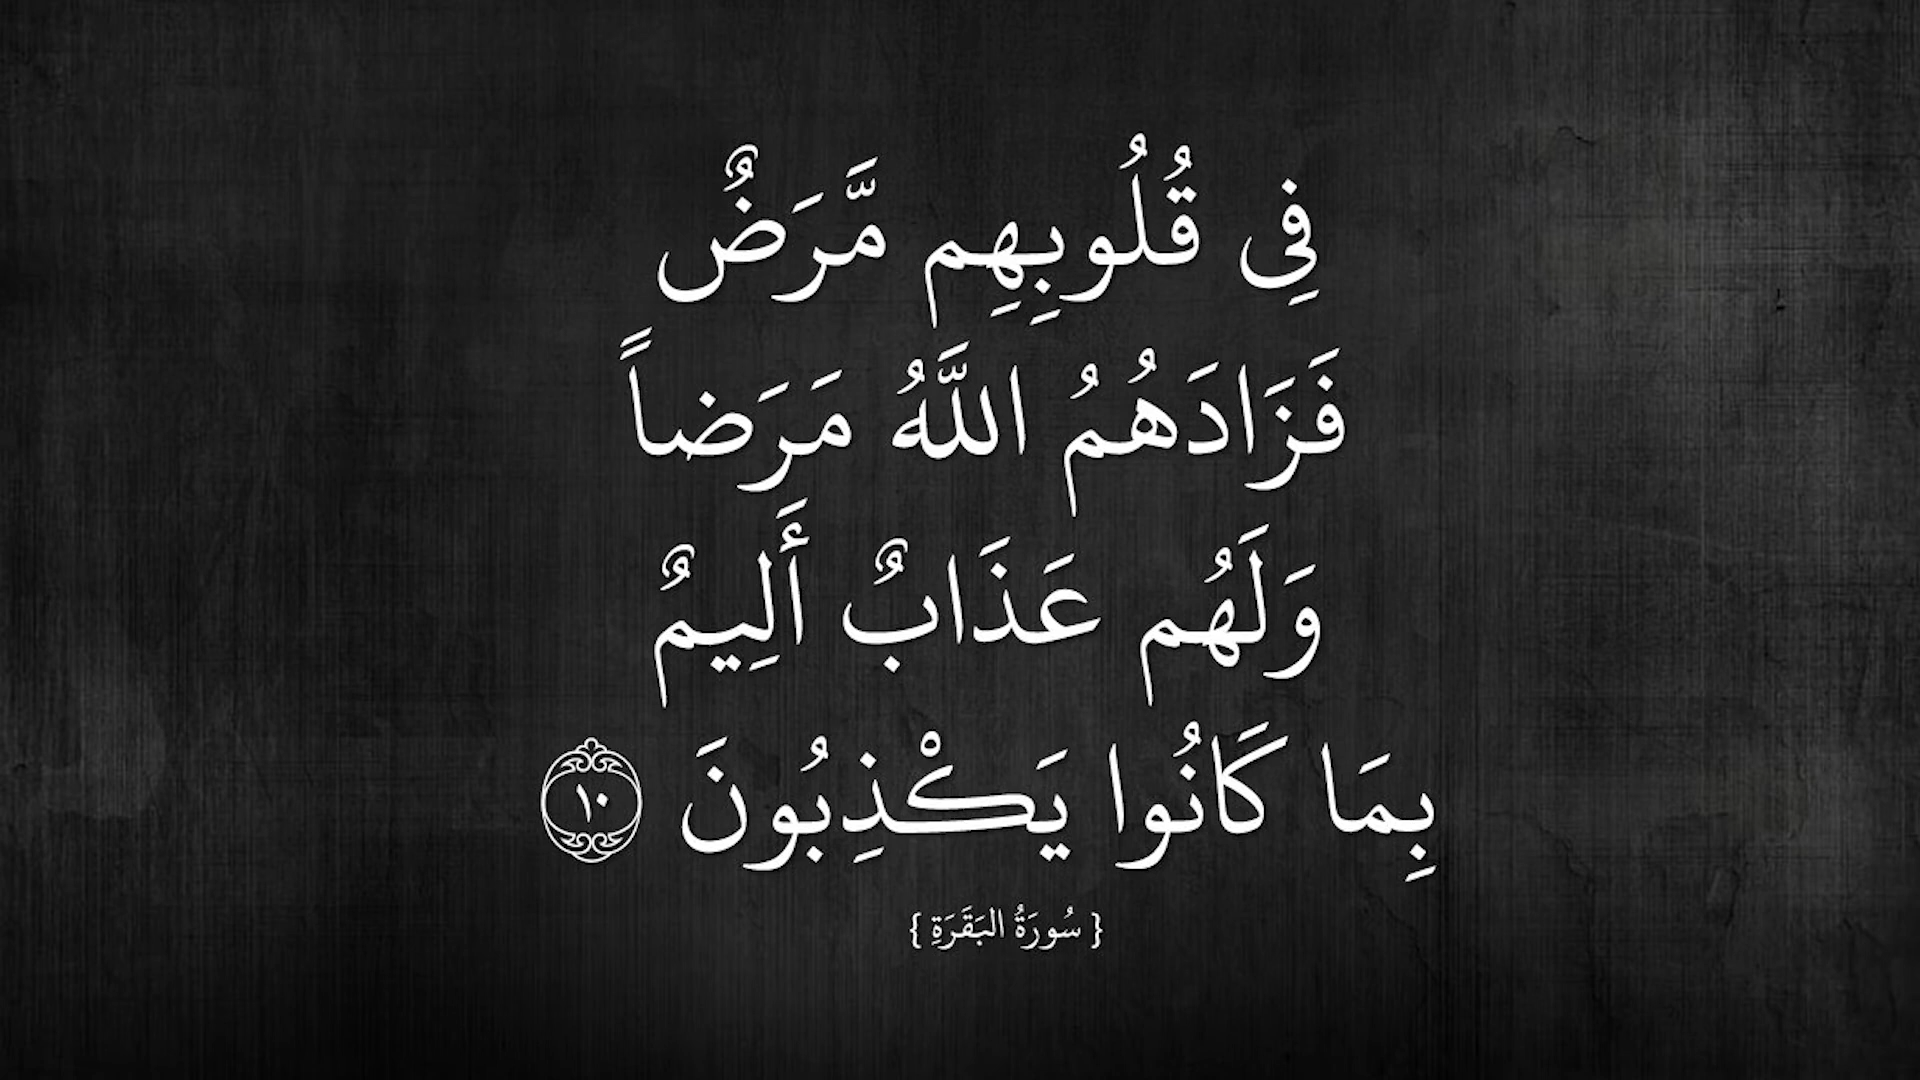 فِى قُلُوبِهِم مَّرَضٌ
فَزَادَهُمُ اللَّهُ مَرَضاً
وَلَهُم عَذَابٌ أَلِيمٌ
بِمَا كَانُوا يَكْذِبُونَ ١٠
{ سُورَةُ البَقَرَةِ }